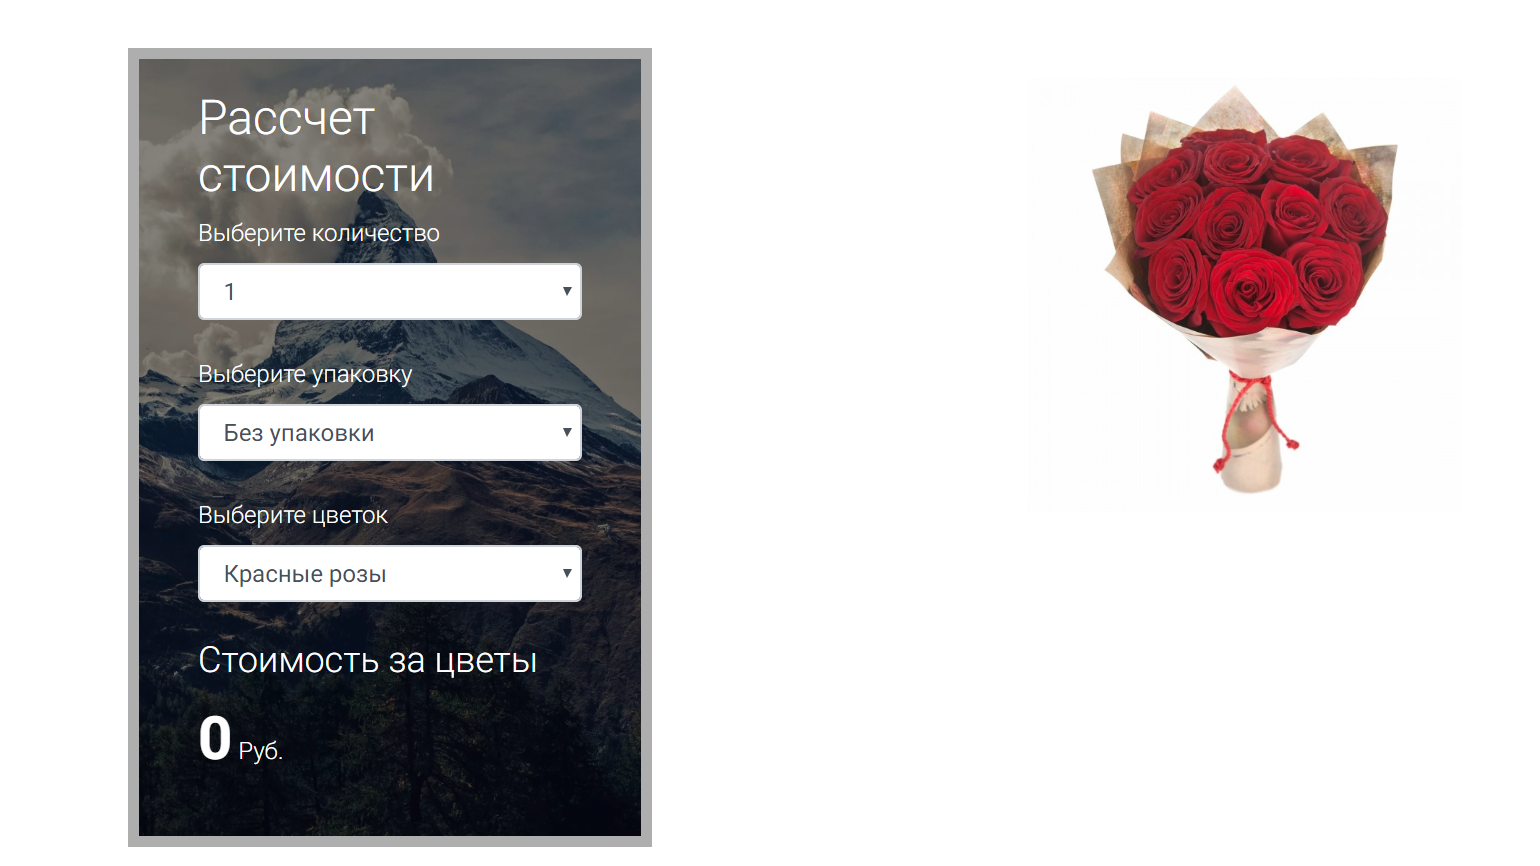 Рассчет
стоимости
Выберите количество
1
Выберите упаковку
Без упаковки
Выберите цветок
Красные розы
Стоимость за цветы
0 Руб.